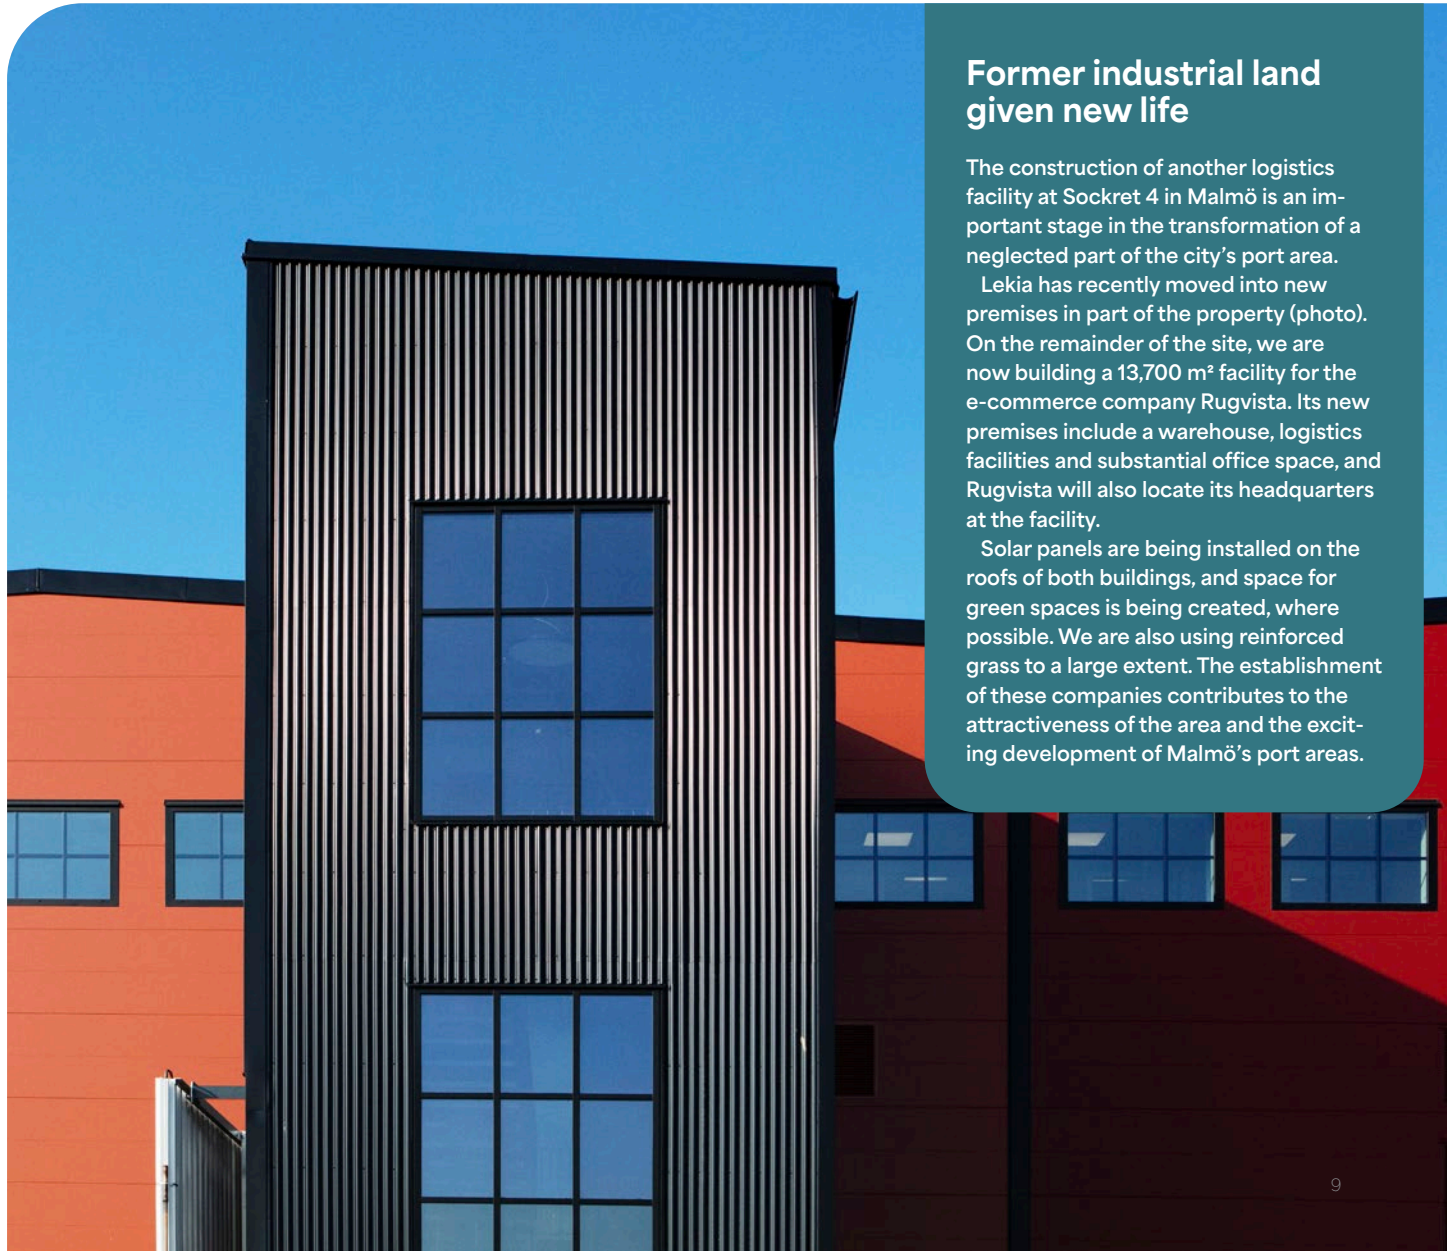 Former industrial land
given new life
The construction of another logistics
facility at Sockret 4 in Malmö is an im-
portant stage in the transformation of a
neglected part of the city’s port area.
Lekia has recently moved into new
premises in part of the property (photo).
On the remainder of the site, we are
now building a 13,700 m² facility for the
e-commerce company Rugvista. Its new
premises include a warehouse, logistics
facilities and substantial office space, and
Rugvista will also locate its headquarters
at the facility.
Solar panels are being installed on the
roofs of both buildings, and space for
green spaces is being created, where
possible. We are also using reinforced
grass to a large extent. The establishment
of these companies contributes to the
attractiveness of the area and the excit-
ing development of Malmö’s port areas.
9